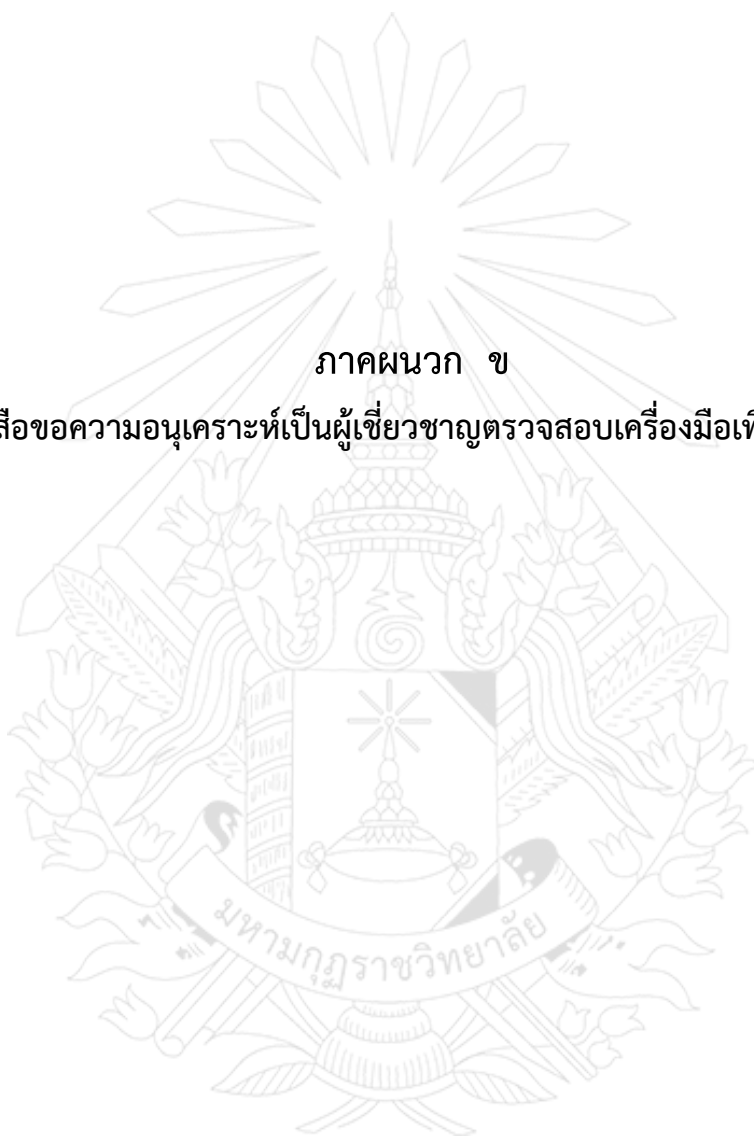 ภาคผนวก ข
สือขอความอนุเคราะห์เป็นผู้เชี่ยวชาญตรวจสอบเครื่องมือเพ
มหามกุฏราชวิทยาลัย